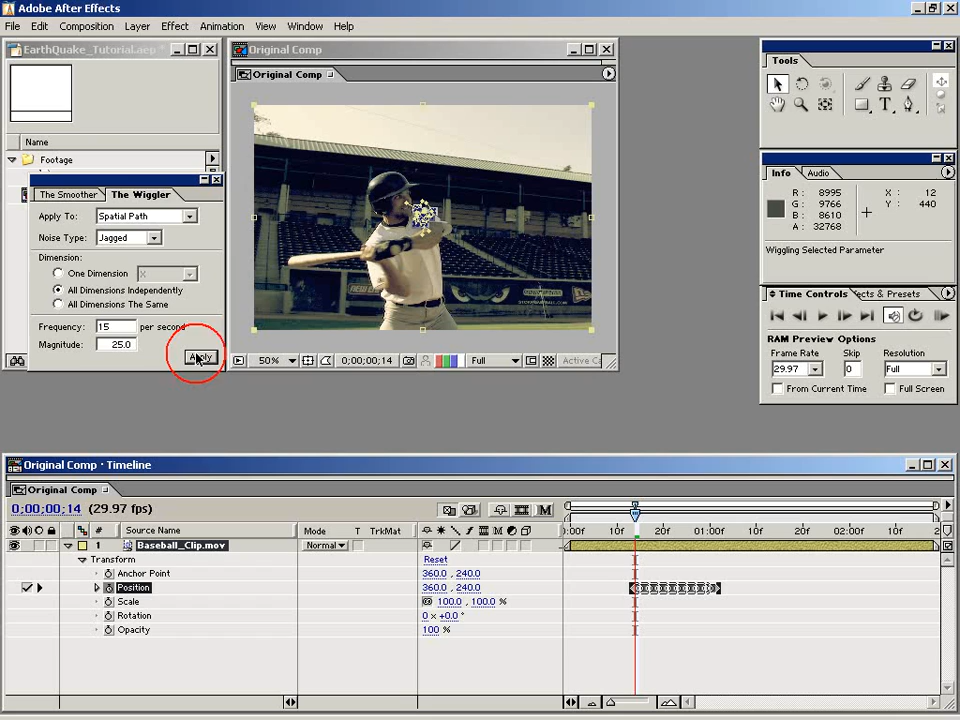 Adobe After Effects
File Edit Composition Layer Effect Animation View Window Help
EarthQuake_Tutorial.aep *
Name
Footage
The Smoother The Wiggler
Apply To: Spatial Path
Noise Type: Jagged
Dimension:
One Dimension X
All Dimensions Independently
All Dimensions The Same
Frequency: 15 per second
Magnitude: 25.0
Apply
Original Comp
Original Comp
50% 0;00;00;14 Full Active Ca
Tools
Info Audio
R: 8995 X: 12
G: 9766 Y: 440
B: 8610
A: 32768
Wiggling Selected Parameter
Time Controls ects & Presets
RAM Preview Options
Frame Rate Skip Resolution
29.97 0 Full
From Current Time Full Screen
Original Comp • Timeline
Original Comp
0;00;00;14 (29.97 fps)
# Source Name Mode T TrkMat
:00f 10f 20f 01:00f 10f 20f 02:00f 10f 2
1 Baseball_Clip.mov Normal
Transform Reset
Anchor Point 360.0 , 240.0
Position 360.0 , 240.0
Scale 100.0 , 100.0 %
Rotation 0 x +0.0 °
Opacity 100 %